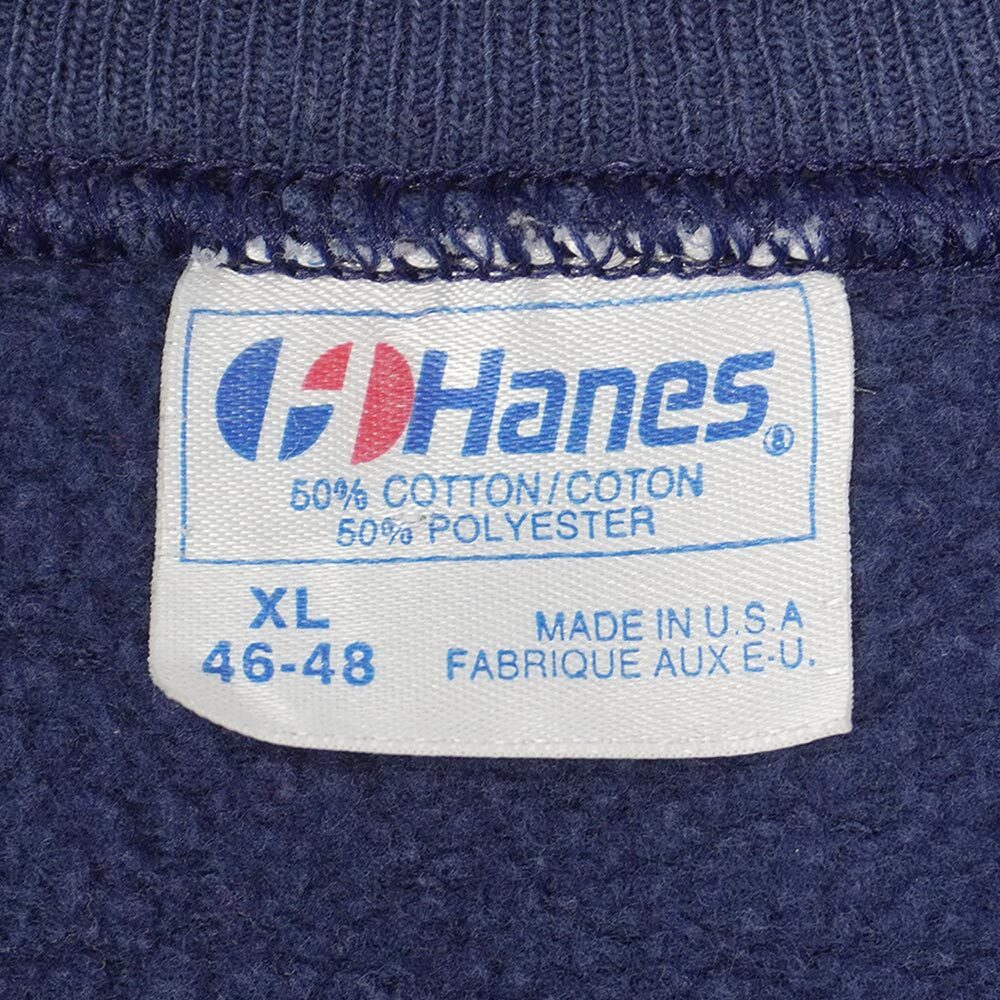 Hanes®
50% COTTON/COTON
50% POLYESTER
XL
46-48
MADE IN U.S.A
FABRIQUE AUX E-U.